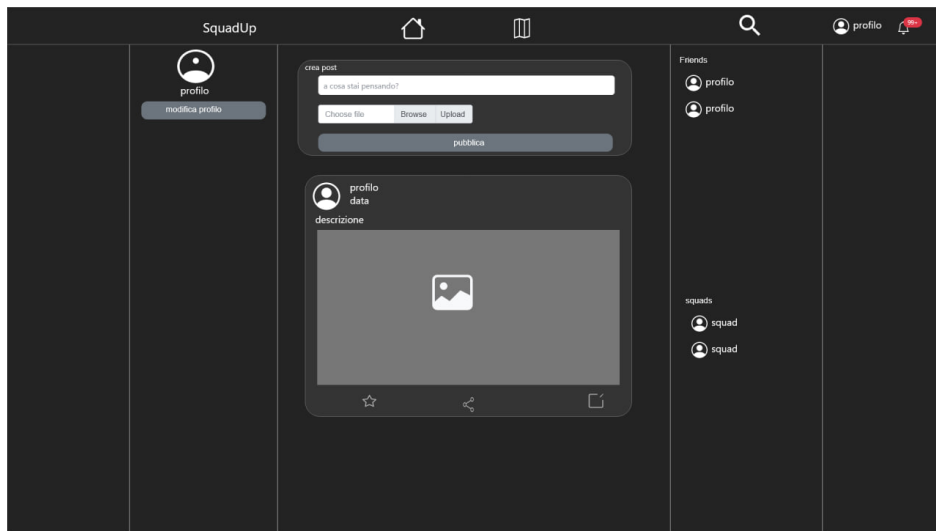 SquadUp
profilo
99+
profilo
modifica profilo
crea post
a cosa stai pensando?
Choose file Browse Upload
pubblica
profilo
data
descrizione
Friends
profilo
profilo
squads
squad
squad